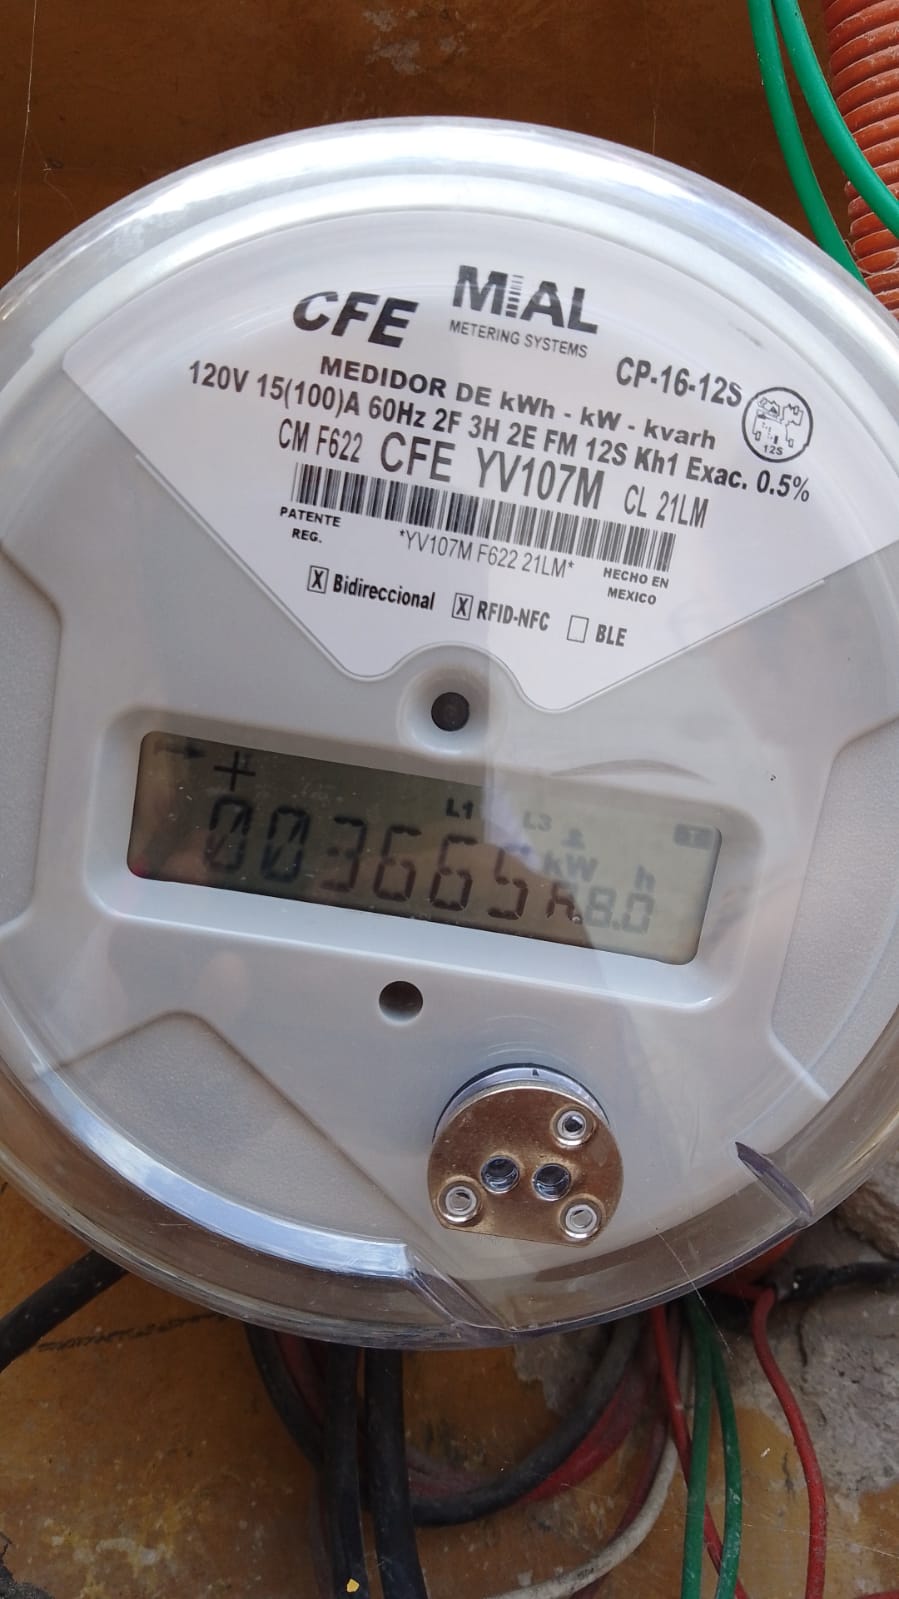 CFE MIAL
METERING SYSTEMS
CP-16-12S
MEDIDOR DE kWh - kW - kvarh
120V 15(100)A 60Hz 2F 3H 2E FM 12S Kh1 Exac. 0.5%
12S
CM F622 CFE YV107M CL 21LM
PATENTE
REG.
*YV107M F622 21LM*
HECHO EN
MEXICO
X Bidireccional X RFID-NFC BLE
+
L1 L3
kW h
003665 8.0